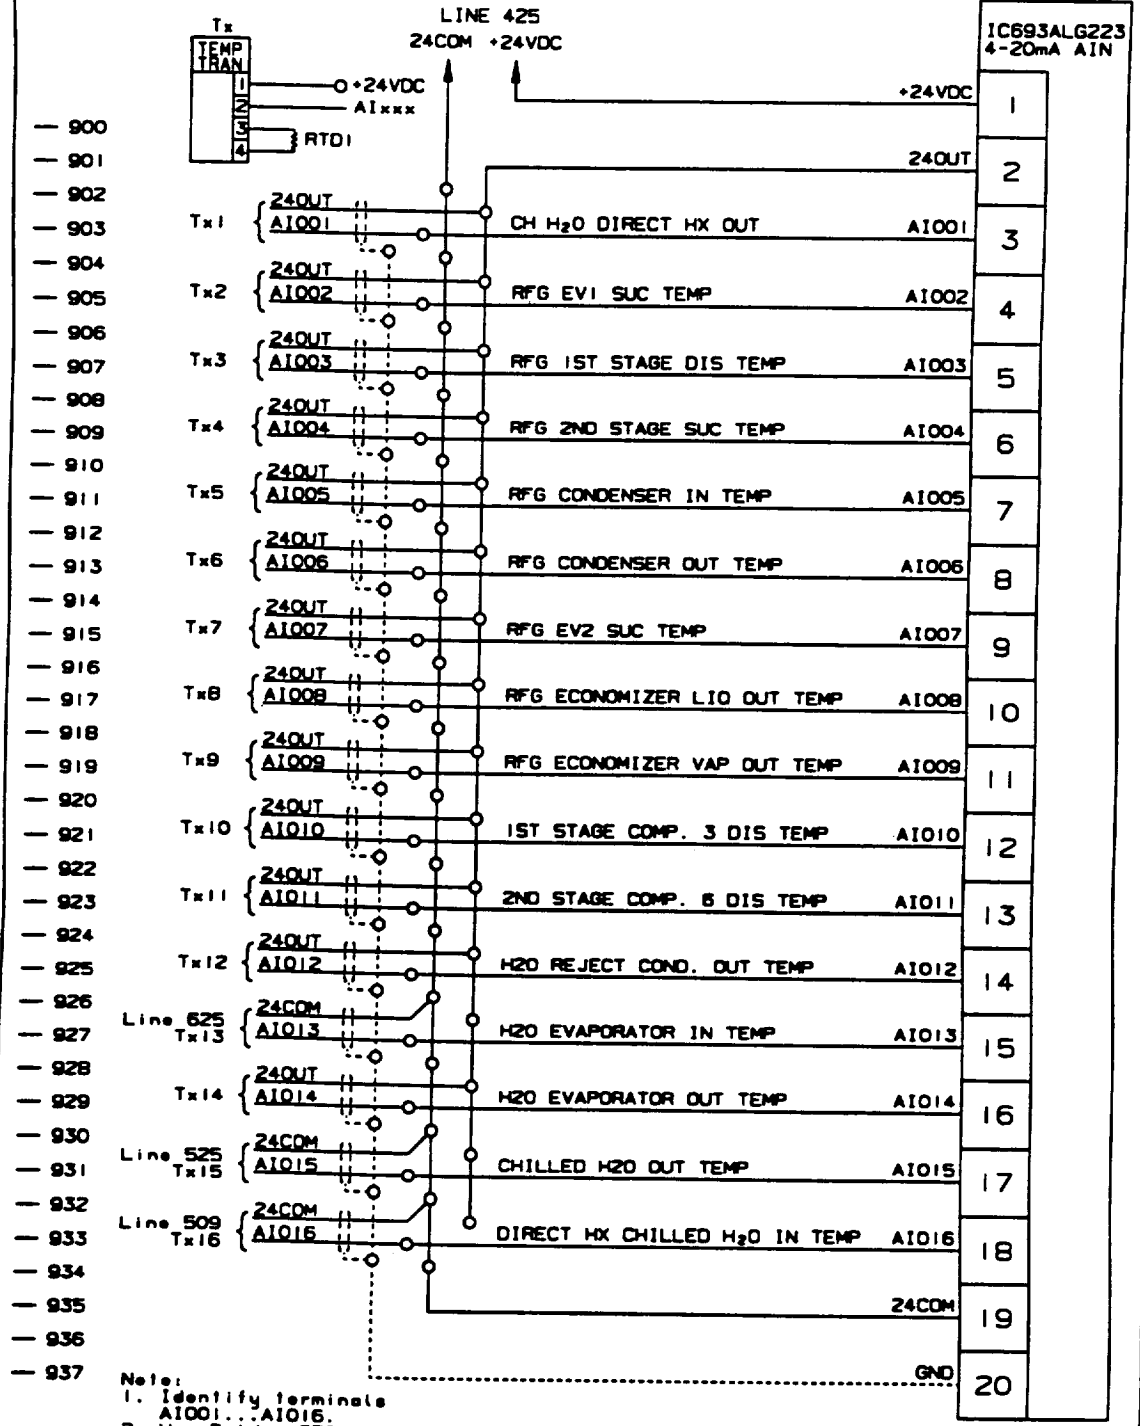 LINE 425
24COM +24VDC
Tx
TEMP
TRAN
1
2
3
4
+24VDC
AIxxx
RTD1
IC693ALG223
4-20mA AIN
+24VDC 1
— 900
— 901 24OUT 2
— 902 24OUT
— 903 Tx1 AI001 CH H₂O DIRECT HX OUT AI001 3
— 904 24OUT
— 905 Tx2 AI002 RFG EV1 SUC TEMP AI002 4
— 906 24OUT
— 907 Tx3 AI003 RFG 1ST STAGE DIS TEMP AI003 5
— 908 24OUT
— 909 Tx4 AI004 RFG 2ND STAGE SUC TEMP AI004 6
— 910 24OUT
— 911 Tx5 AI005 RFG CONDENSER IN TEMP AI005 7
— 912 24OUT
— 913 Tx6 AI006 RFG CONDENSER OUT TEMP AI006 8
— 914 24OUT
— 915 Tx7 AI007 RFG EV2 SUC TEMP AI007 9
— 916 24OUT
— 917 Tx8 AI008 RFG ECONOMIZER LIQ OUT TEMP AI008 10
— 918 24OUT
— 919 Tx9 AI009 RFG ECONOMIZER VAP OUT TEMP AI009 11
— 920 24OUT
— 921 Tx10 AI010 1ST STAGE COMP. 3 DIS TEMP AI010 12
— 922 24OUT
— 923 Tx11 AI011 2ND STAGE COMP. 6 DIS TEMP AI011 13
— 924 24OUT
— 925 Tx12 AI012 H2O REJECT COND. OUT TEMP AI012 14
— 926 Line 625 24COM
— 927 Tx13 AI013 H2O EVAPORATOR IN TEMP AI013 15
— 928 24OUT
— 929 Tx14 AI014 H2O EVAPORATOR OUT TEMP AI014 16
— 930 Line 525 24COM
— 931 Tx15 AI015 CHILLED H2O OUT TEMP AI015 17
— 932 Line 509 24COM
— 933 Tx16 AI016 DIRECT HX CHILLED H₂O IN TEMP AI016 18
— 934
— 935 24COM 19
— 936
— 937 GND 20
Note:
1. Identify terminals
AI001...AI016.